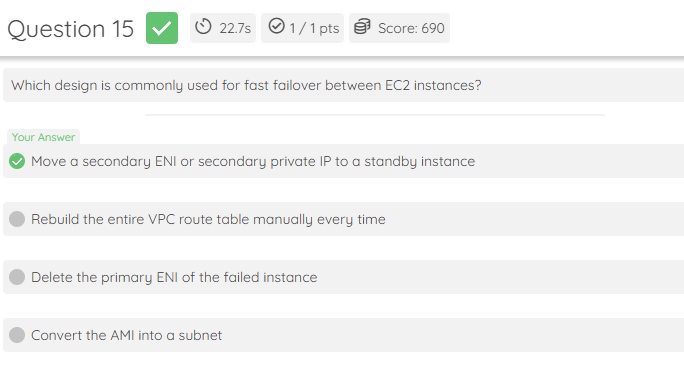 Question 15 22.7s 1 / 1 pts Score: 690
Which design is commonly used for fast failover between EC2 instances?
Your Answer
Move a secondary ENI or secondary private IP to a standby instance
Rebuild the entire VPC route table manually every time
Delete the primary ENI of the failed instance
Convert the AMI into a subnet